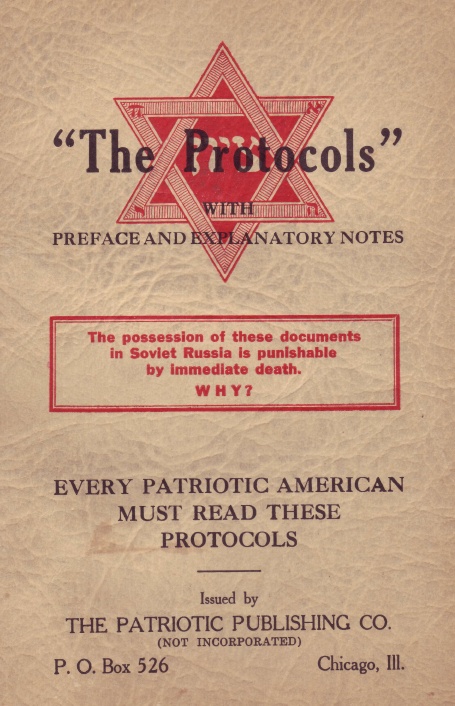 “The Protocols”
WITH
PREFACE AND EXPLANATORY NOTES
The possession of these documents
in Soviet Russia is punishable
by immediate death.
WHY?
EVERY PATRIOTIC AMERICAN
MUST READ THESE
PROTOCOLS
Issued by
THE PATRIOTIC PUBLISHING CO.
(NOT INCORPORATED)
P. O. Box 526 Chicago, Ill.